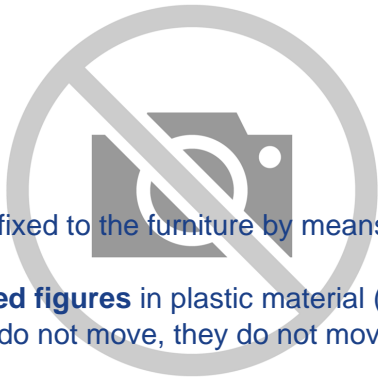 fixed to the furniture by means
ed figures in plastic material (
do not move, they do not mov